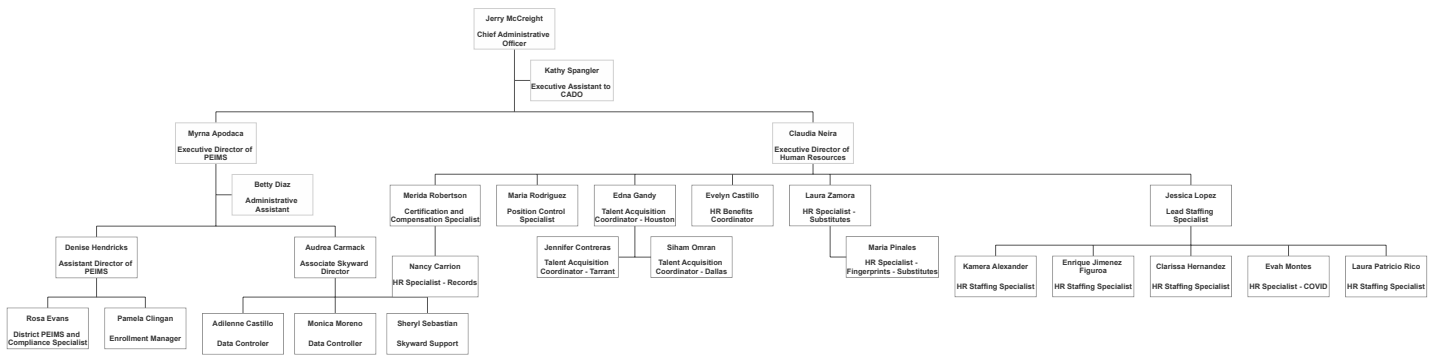 Jerry McCreight
Chief Administrative
Officer
Kathy Spangler
Executive Assistant to
CADO
Myrna Apodaca
Executive Director of
PEIMS
Claudia Neira
Executive Director of
Human Resources
Betty Diaz
Administrative
Assistant
Merida Robertson
Certification and
Compensation Specialist
Maria Rodriguez
Position Control
Specialist
Edna Gandy
Talent Acquisition
Coordinator - Houston
Evelyn Castillo
HR Benefits
Coordinator
Laura Zamora
HR Specialist -
Substitutes
Jessica Lopez
Lead Staffing
Specialist
Denise Hendricks
Assistant Director of
PEIMS
Audrea Carmack
Associate Skyward
Director
Nancy Carrion
HR Specialist - Records
Jennifer Contreras
Talent Acquisition
Coordinator - Tarrant
Siham Omran
Talent Acquisition
Coordinator - Dallas
Maria Pinales
HR Specialist -
Fingerprints - Substitutes
Kamera Alexander
HR Staffing Specialist
Enrique Jimenez
Figuroa
HR Staffing Specialist
Clarissa Hernandez
HR Staffing Specialist
Evah Montes
HR Specialist - COVID
Laura Patricio Rico
HR Staffing Specialist
Rosa Evans
District PEIMS and
Compliance Specialist
Pamela Clingan
Enrollment Manager
Adilenne Castillo
Data Controler
Monica Moreno
Data Controller
Sheryl Sebastian
Skyward Support